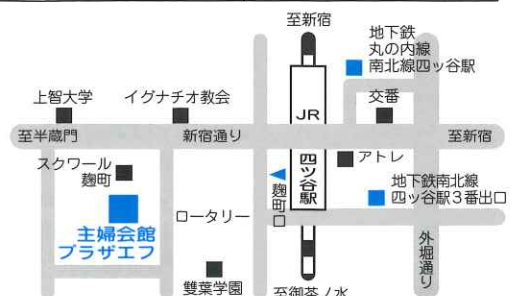 至新宿
地下鉄
丸の内線
南北線四ッ谷駅
上智大学
イグナチオ教会
JR
交番
至半蔵門
新宿通り
至新宿
スクワール
麹町
四ツ谷駅
アトレ
麹町口
地下鉄南北線
四ッ谷駅3番出口
主婦会館
プラザエフ
ロータリー
外堀通り
雙葉学園
至御茶ノ水